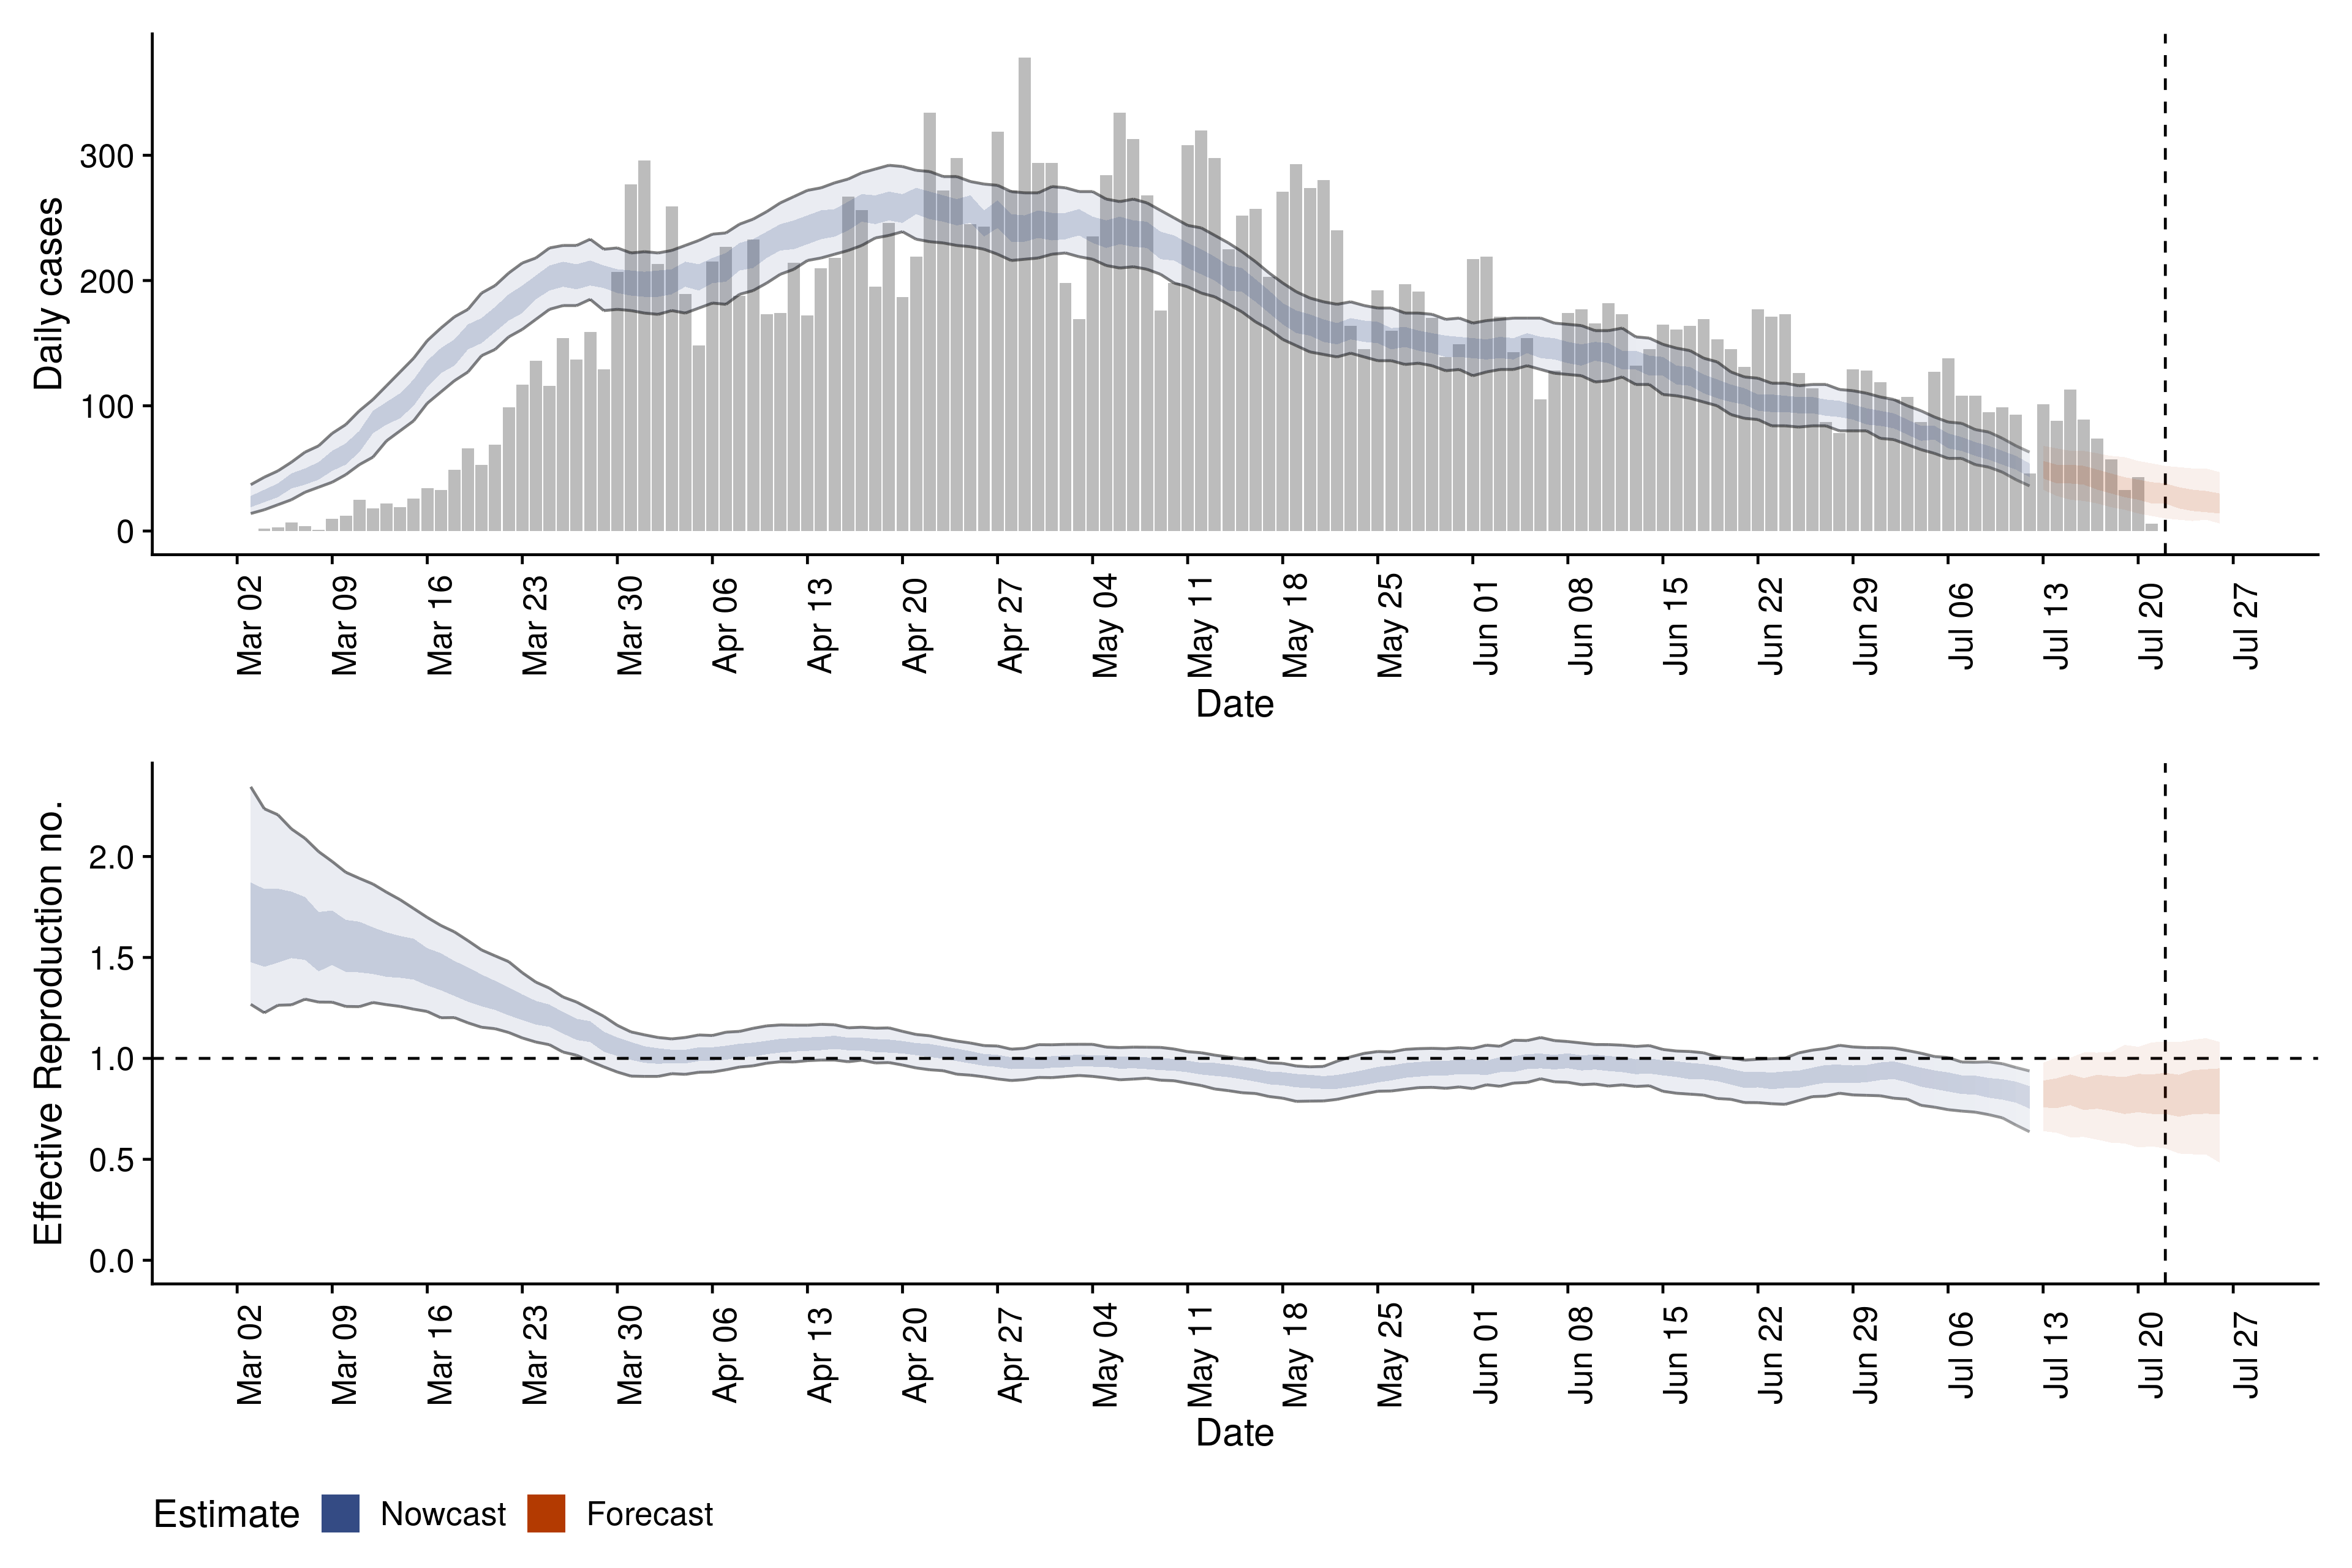 Daily cases
300
200
100
0
Mar 02
Mar 09
Mar 16
Mar 23
Mar 30
Apr 06
Apr 13
Apr 20
Apr 27
May 04
May 11
May 18
May 25
Jun 01
Jun 08
Jun 15
Jun 22
Jun 29
Jul 06
Jul 13
Jul 20
Jul 27
Date
Effective Reproduction no.
2.0
1.5
1.0
0.5
0.0
Mar 02
Mar 09
Mar 16
Mar 23
Mar 30
Apr 06
Apr 13
Apr 20
Apr 27
May 04
May 11
May 18
May 25
Jun 01
Jun 08
Jun 15
Jun 22
Jun 29
Jul 06
Jul 13
Jul 20
Jul 27
Date
Estimate Nowcast Forecast